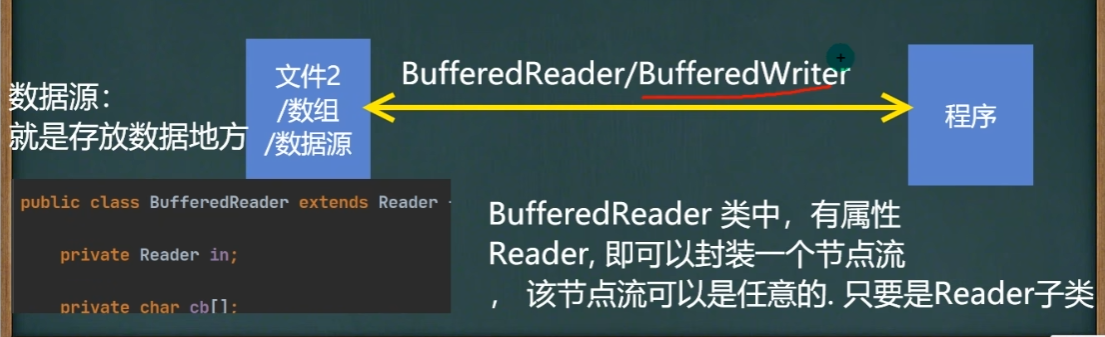 文件2
/数组
/数据源
BufferedReader/BufferedWriter
程序
数据源：
就是存放数据地方
public class BufferedReader extends Reader
private Reader in;
private char cb[];
BufferedReader 类中，有属性
Reader, 即可以封装一个节点流
， 该节点流可以是任意的. 只要是Reader子类